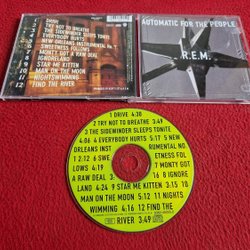 DRIVE
TRY NOT TO BREATHE
THE SIDEWINDER SLEEPS TONITE
EVERYBODY HURTS
NEW ORLEANS INSTRUMENTAL No. 1
SWEETNESS FOLLOWS
MONTY GOT A RAW DEAL
IGNORELAND
STAR ME KITTEN
MAN ON THE MOON
NIGHTSWIMMING
FIND THE RIVER
AUTOMATIC FOR THE PEOPLE
R.E.M.
1 DRIVE 4:30
2 TRY NOT TO BREATHE 3:49
3 THE SIDEWINDER SLEEPS TONITE
4:06 4 EVERYBODY HURTS 5 NEW
ORLEANS INST RUMENTAL NO.
1 2:12 6 SWE ETNESS FOL
LOWS 4:19 7 MONTY GOT
A RAW DEAL 16 8 IGNORE
LAND 4:24 9 STAR ME KITTEN 3:15 10
MAN ON THE MOON 5:12 11 NIGHTS
WIMMING 4:16 12 FIND THE
RIVER 3:49